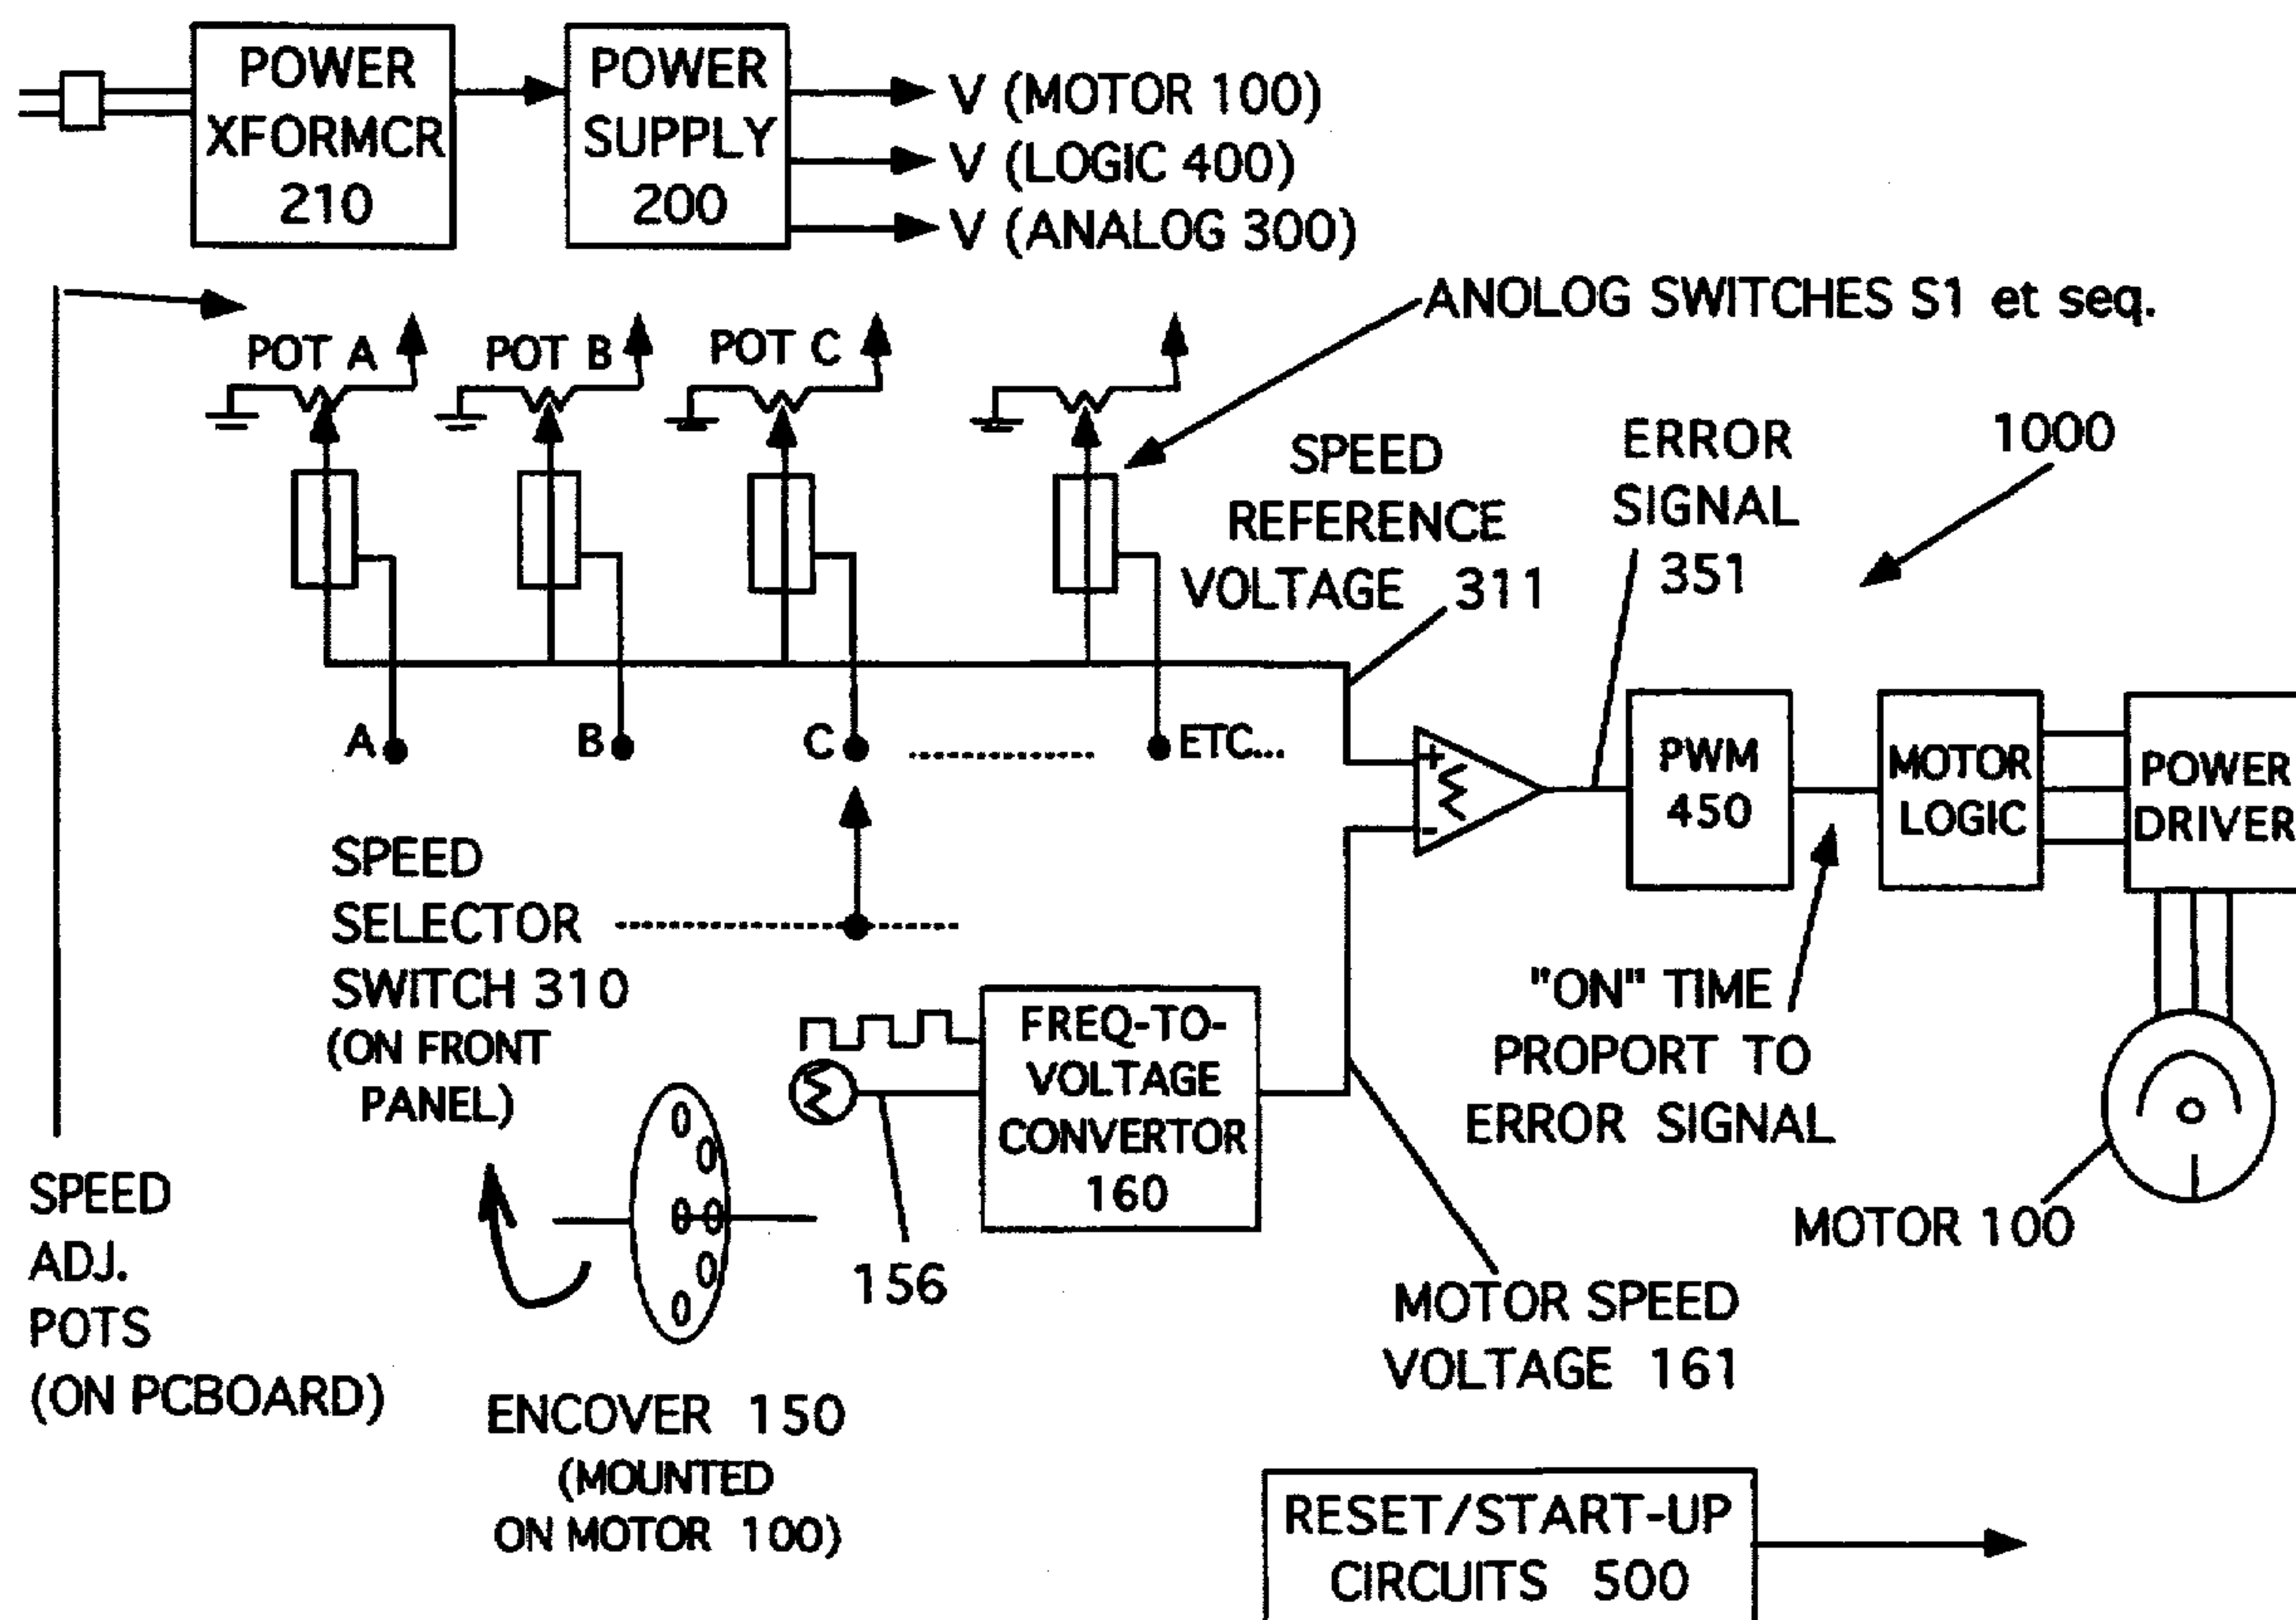 POWER
XFORMCR
210
POWER
SUPPLY
200
V (MOTOR 100)
V (LOGIC 400)
V (ANALOG 300)
ANOLOG SWITCHES S1 et seq.
POT A
POT B
POT C
SPEED
REFERENCE
VOLTAGE 311
ERROR
SIGNAL
351
1000
A
B
C
ETC...
+
-
PWM
450
MOTOR
LOGIC
POWER
DRIVER
SPEED
SELECTOR
SWITCH 310
(ON FRONT
PANEL)
FREQ-TO-
VOLTAGE
CONVERTOR
160
"ON" TIME
PROPORT TO
ERROR SIGNAL
MOTOR 100
156
SPEED
ADJ.
POTS
(ON PCBOARD)
MOTOR SPEED
VOLTAGE 161
ENCOVER 150
(MOUNTED
ON MOTOR 100)
RESET/START-UP
CIRCUITS 500